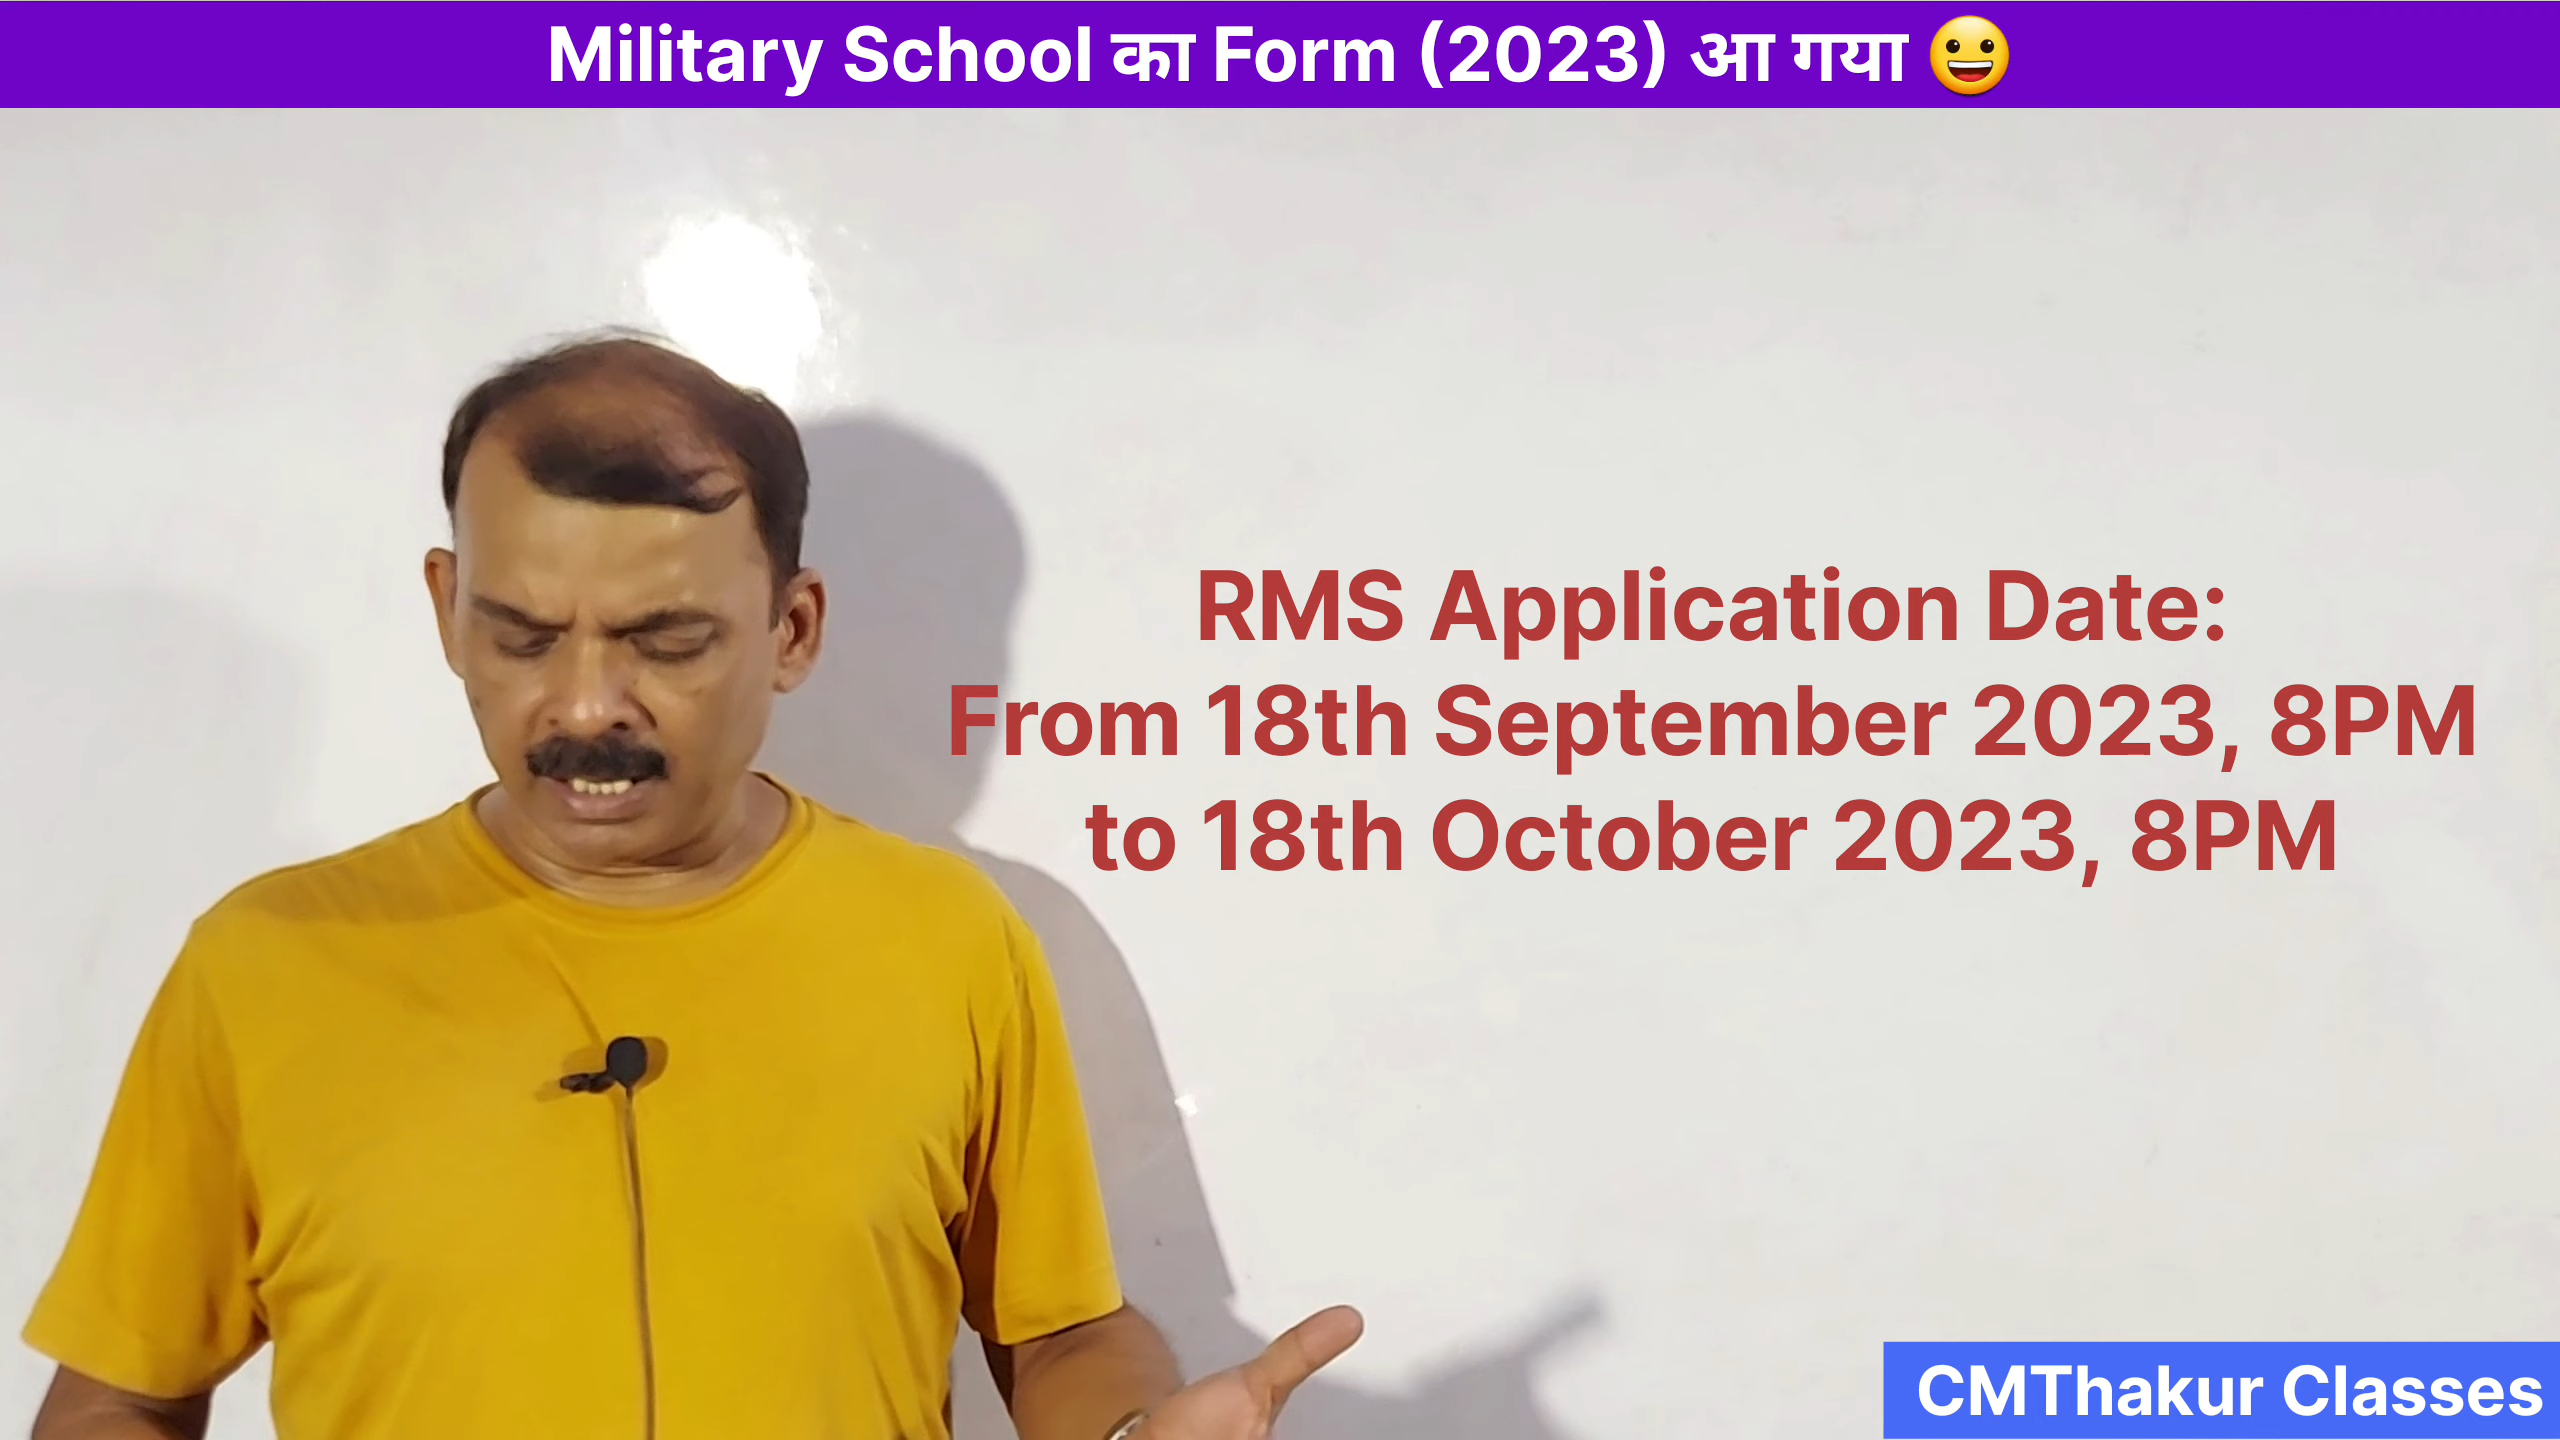 Military School का Form (2023) आ गया 😀
RMS Application Date:
From 18th September 2023, 8PM
to 18th October 2023, 8PM
CMThakur Classes